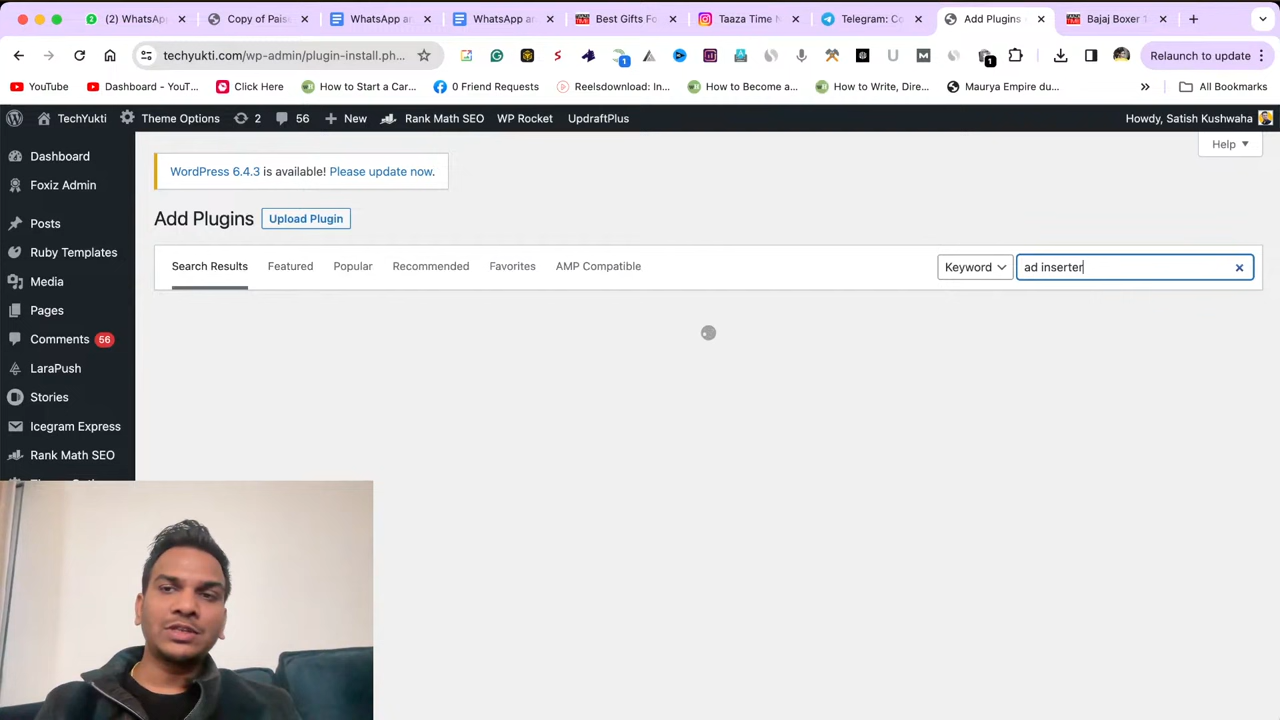 (2) WhatsApp
Copy of Pais
WhatsApp an
WhatsApp an
Best Gifts Fo
Taaza Time N
Telegram: Co
Add Plugins
Bajaj Boxer T
techyukti.com/wp-admin/plugin-install.ph...
Relaunch to update
YouTube
Dashboard - YouT...
Click Here
How to Start a Car...
0 Friend Requests
Reelsdownload: In...
How to Become a...
How to Write, Dire...
Maurya Empire du...
All Bookmarks
TechYukti
Theme Options
2
56
New
Rank Math SEO
WP Rocket
UpdraftPlus
Howdy, Satish Kushwaha
Help
Dashboard
Foxiz Admin
Posts
Ruby Templates
Media
Pages
Comments 56
LaraPush
Stories
Icegram Express
Rank Math SEO
WordPress 6.4.3 is available! Please update now.
Add Plugins
Upload Plugin
Search Results
Featured
Popular
Recommended
Favorites
AMP Compatible
Keyword
ad inserter